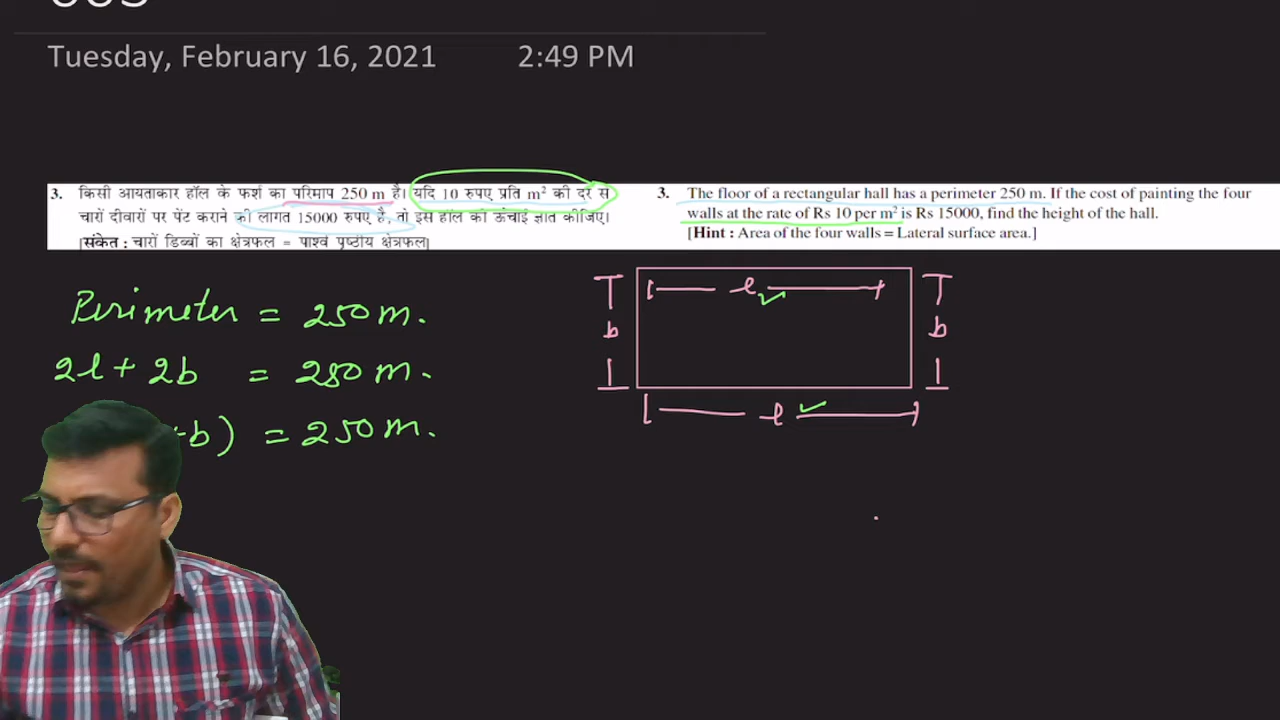 Tuesday, February 16, 2021 2:49 PM
3. किसी आयताकार हॉल के फर्श का परिमाप 250 m है। यदि 10 रुपए प्रति m² की दर से
चारों दीवारों पर पेंट कराने की लागत 15000 रुपए है, तो इस हॉल की ऊंचाई ज्ञात कीजिए।
[संकेत : चारों डिब्बों का क्षेत्रफल = पार्श्व पृष्ठीय क्षेत्रफल]
3. The floor of a rectangular hall has a perimeter 250 m. If the cost of painting the four
walls at the rate of Rs 10 per m² is Rs 15000, find the height of the hall.
[Hint : Area of the four walls = Lateral surface area.]
Perimeter = 250 m.
2l + 2b = 250 m.
+b) = 250 m.
l
b
b
l